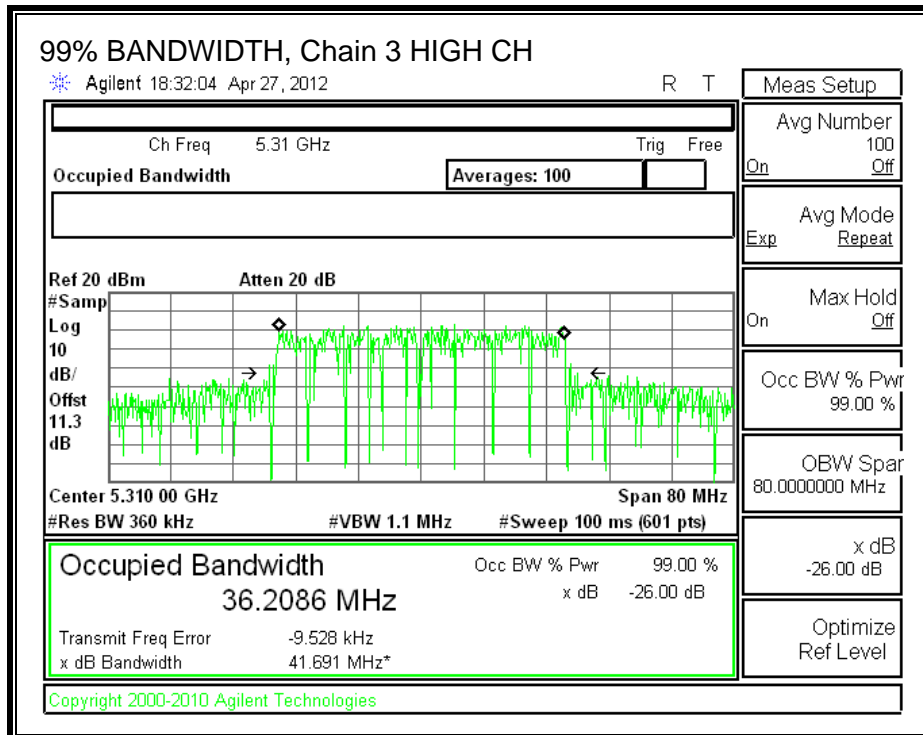 99% BANDWIDTH, Chain 3 HIGH CH
Agilent 18:32:04 Apr 27, 2012 R T
Ch Freq 5.31 GHz Trig Free
Occupied Bandwidth Averages: 100
Ref 20 dBm Atten 20 dB
#Samp
Log
10
dB/
Offst
11.3
dB
Center 5.310 00 GHz Span 80 MHz
#Res BW 360 kHz #VBW 1.1 MHz #Sweep 100 ms (601 pts)
Occupied Bandwidth Occ BW % Pwr 99.00 %
36.2086 MHz x dB -26.00 dB
Transmit Freq Error -9.528 kHz
x dB Bandwidth 41.691 MHz*
Copyright 2000-2010 Agilent Technologies
Meas Setup
Avg Number
100
On Off
Avg Mode
Exp Repeat
Max Hold
On Off
Occ BW % Pwr
99.00 %
OBW Spar
80.0000000 MHz
x dB
-26.00 dB
Optimize
Ref Level